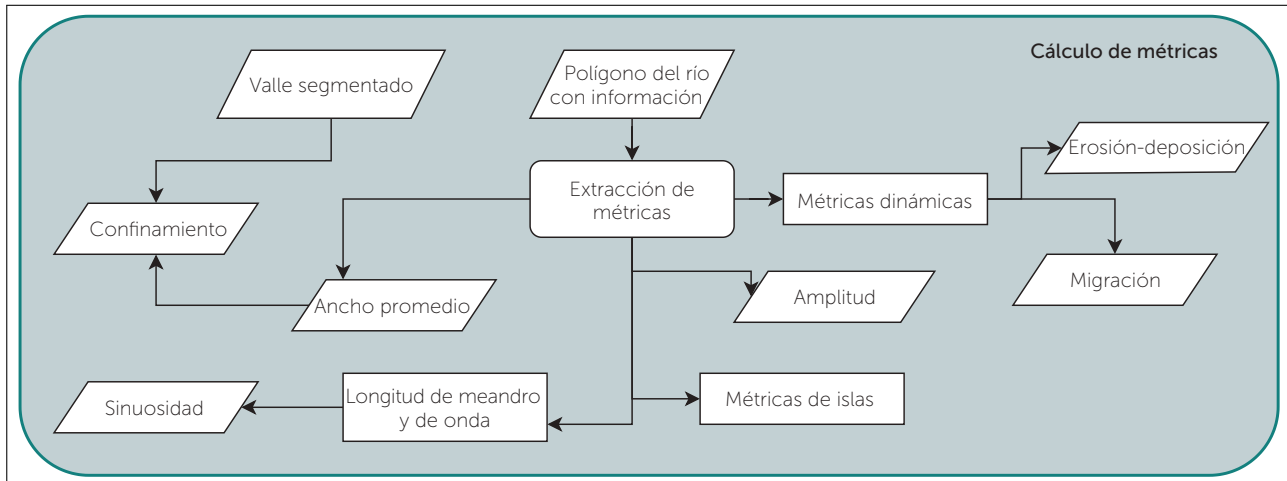 Cálculo de métricas
Valle segmentado
Polígono del río
con información
Erosión-deposición
Extracción de
métricas
Métricas dinámicas
Confinamiento
Migración
Amplitud
Ancho promedio
Sinuosidad
Longitud de meandro
y de onda
Métricas de islas